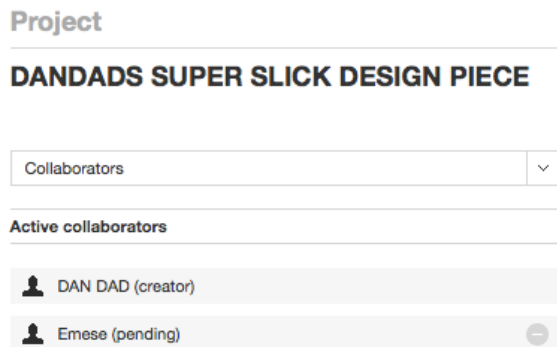 Project
DANDADS SUPER SLICK DESIGN PIECE
Collaborators
Active collaborators
DAN DAD (creator)
Emese (pending)